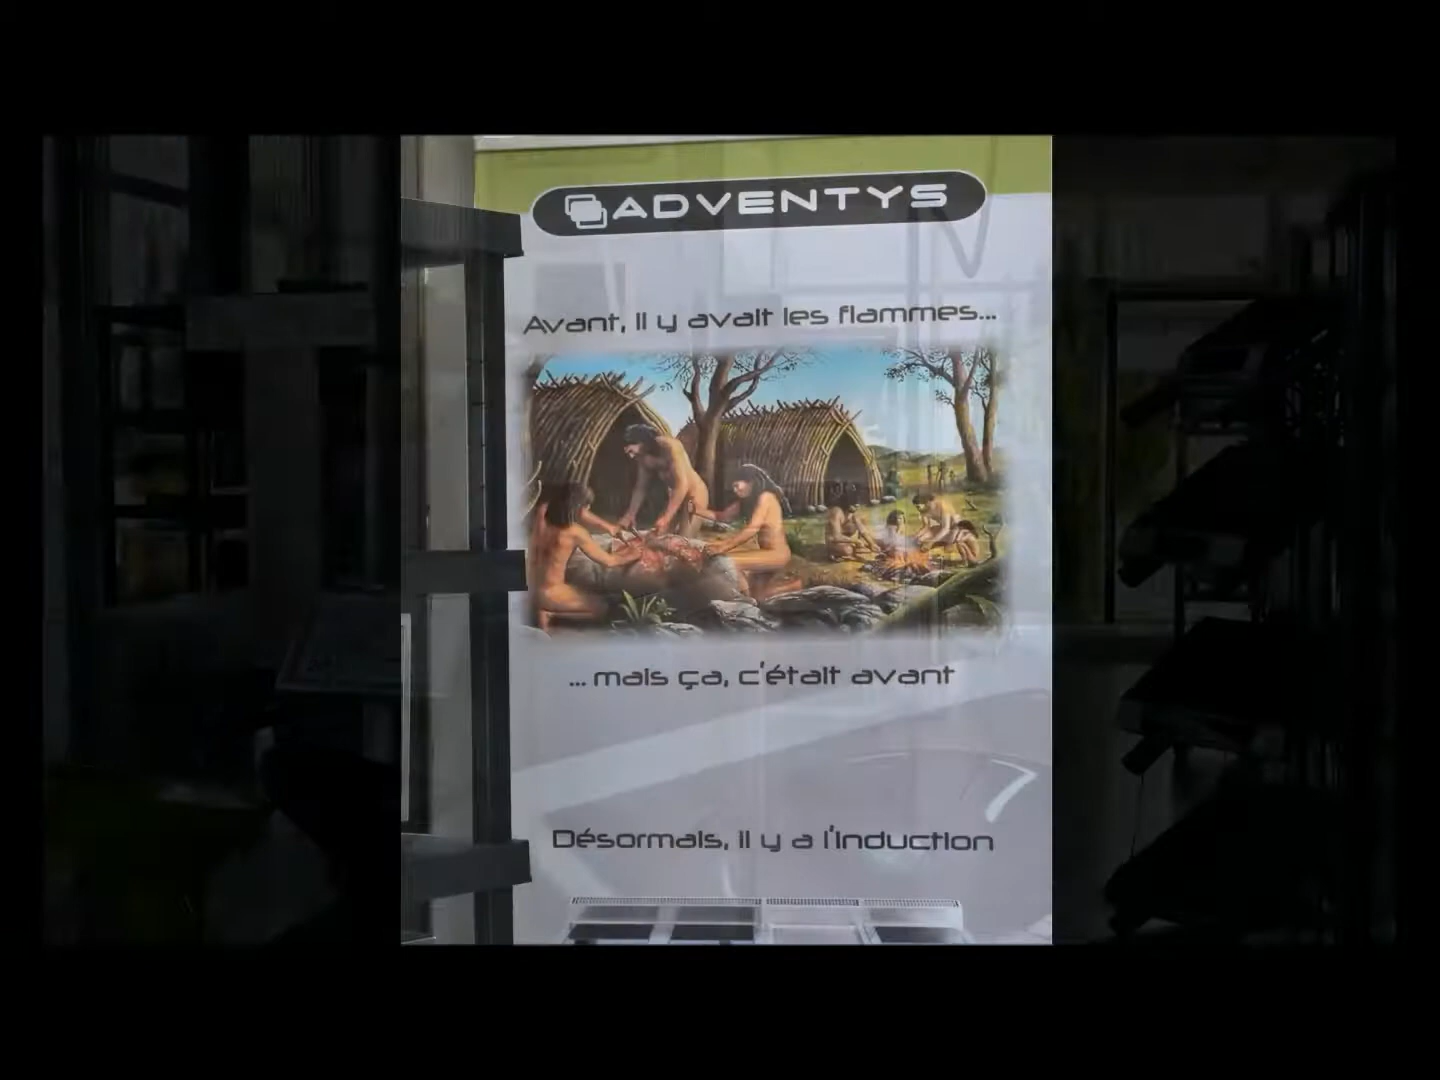 ADVENTYS
Avant, il y avait les flammes...
... mais ça, c'était avant
Désormais, il y a l'induction